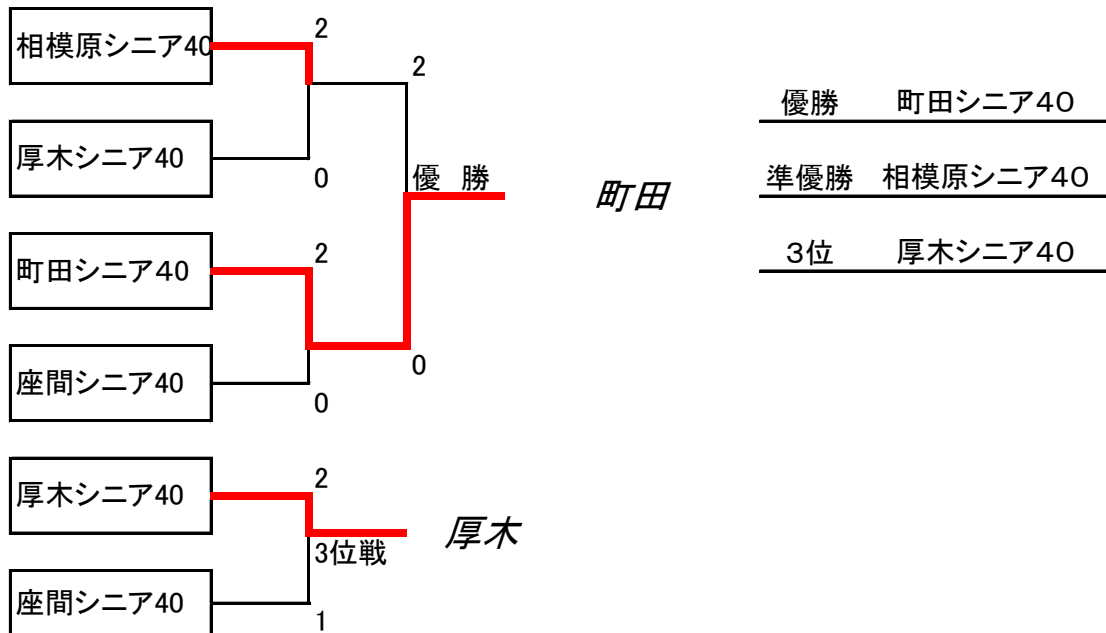 相模原シニア40
2
2
厚木シニア40
0
優 勝
町田
町田シニア４０
2
座間シニア40
0
0
厚木シニア40
2
3位戦
厚木
座間シニア40
1
優勝 町田シニア４０
準優勝 相模原シニア４０
３位 厚木シニア４０